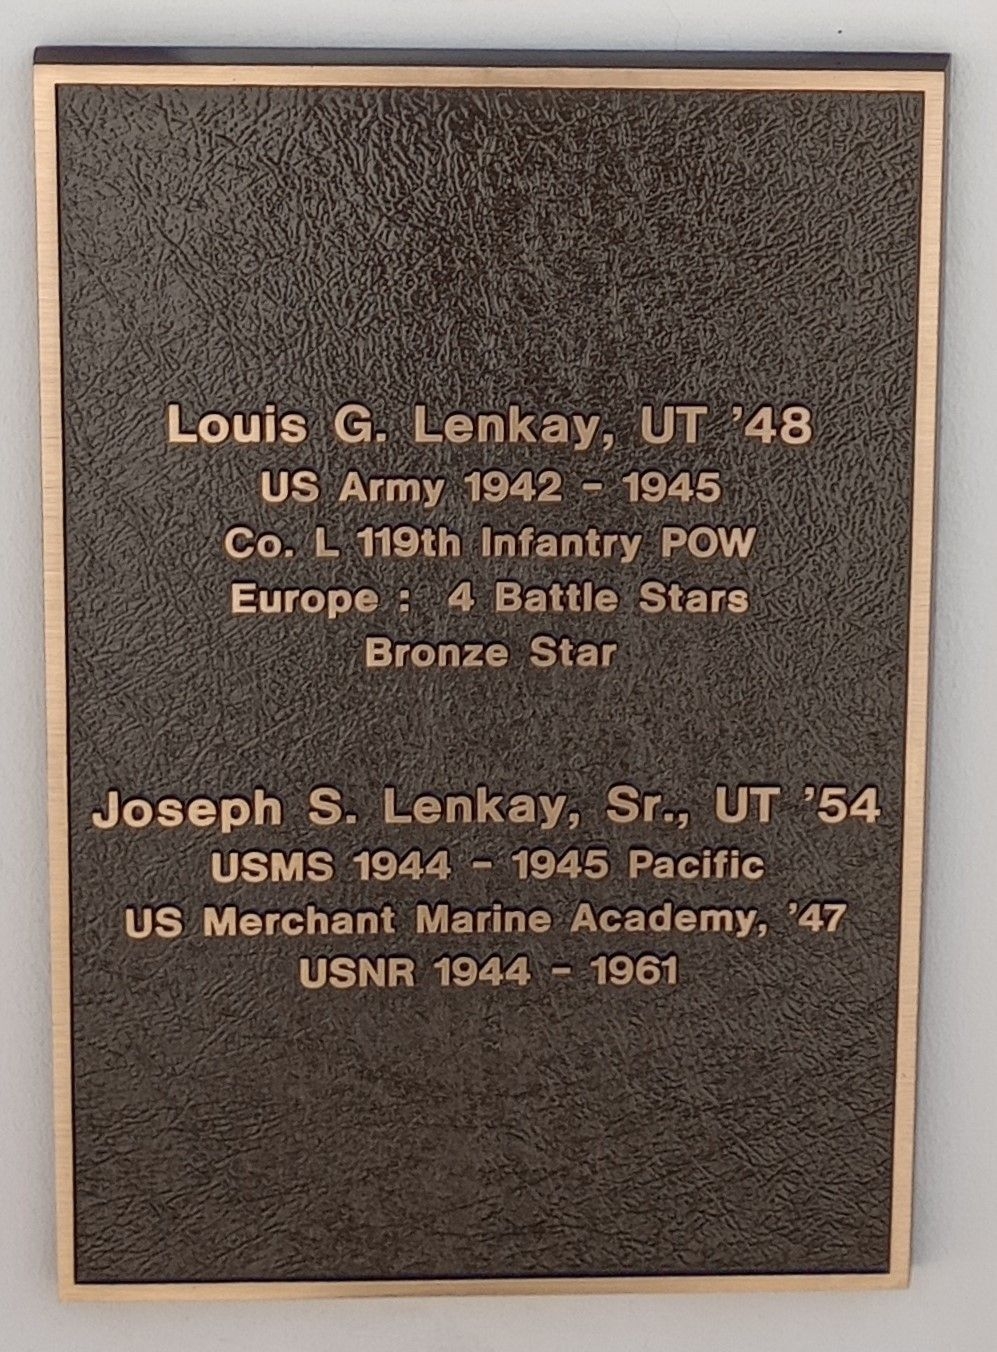 Louis G. Lenkay, UT ’48
US Army 1942 – 1945
Co. L 119th Infantry POW
Europe :  4 Battle Stars
Bronze Star
Joseph S. Lenkay, Sr., UT ’54
USMS 1944 – 1945 Pacific
US Merchant Marine Academy, ’47
USNR 1944 – 1961